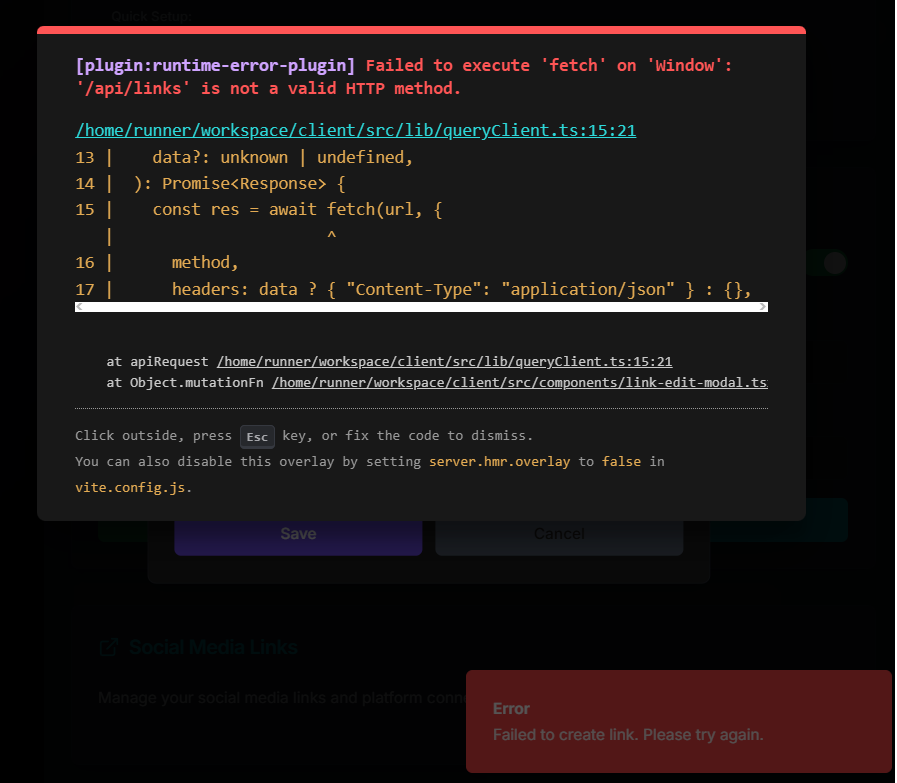 Quick Setup:
[plugin:runtime-error-plugin] Failed to execute 'fetch' on 'Window':
'/api/links' is not a valid HTTP method.
/home/runner/workspace/client/src/lib/queryClient.ts:15:21
13 |    data?: unknown | undefined,
14 |  ): Promise<Response> {
15 |    const res = await fetch(url, {
   |                       ^
16 |      method,
17 |      headers: data ? { "Content-Type": "application/json" } : {},
at apiRequest /home/runner/workspace/client/src/lib/queryClient.ts:15:21
at Object.mutationFn /home/runner/workspace/client/src/components/link-edit-modal.ts
Click outside, press Esc key, or fix the code to dismiss.
You can also disable this overlay by setting server.hmr.overlay to false in
vite.config.js.
Save
Cancel
Social Media Links
Manage your social media links and platform conne
Error
Failed to create link. Please try again.